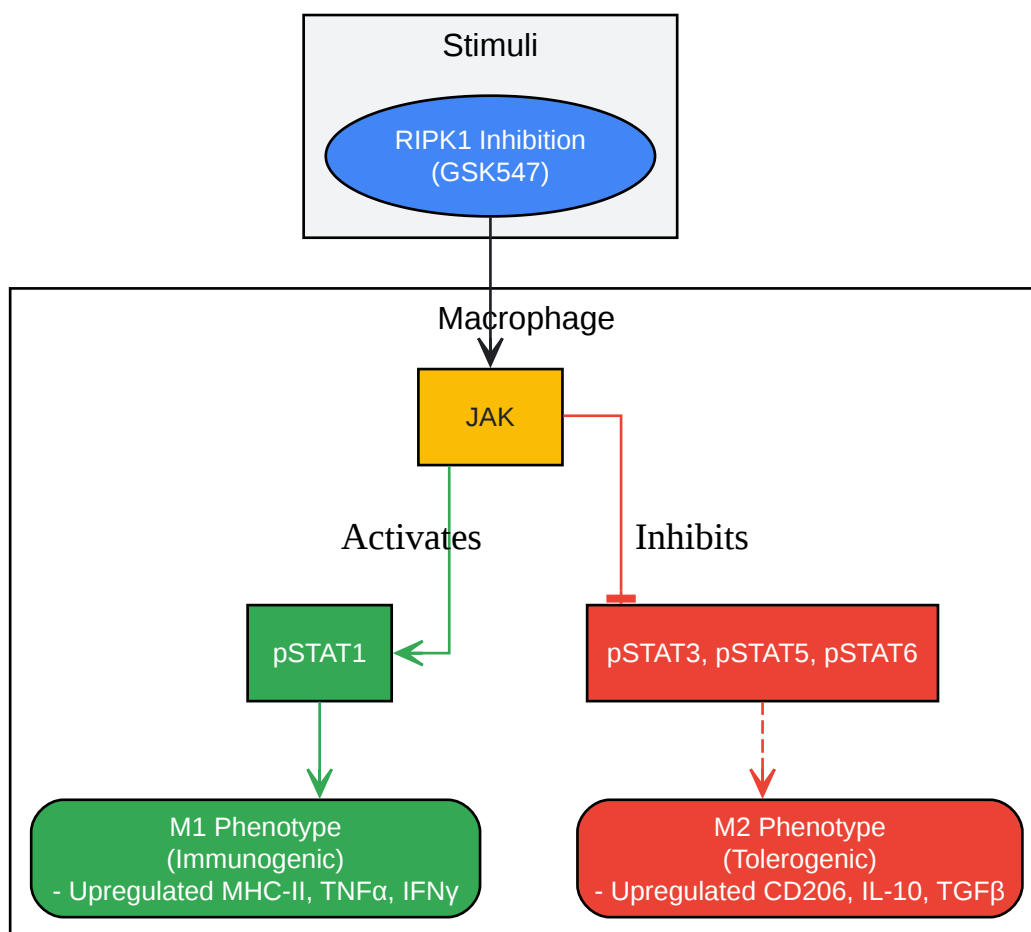 Stimuli
RIPK1 Inhibition
(GSK547)
Macrophage
JAK
Activates
Inhibits
pSTAT1
pSTAT3, pSTAT5, pSTAT6
M1 Phenotype
(Immunogenic)
- Upregulated MHC-II, TNFα, IFNγ
M2 Phenotype
(Tolerogenic)
- Upregulated CD206, IL-10, TGFβ